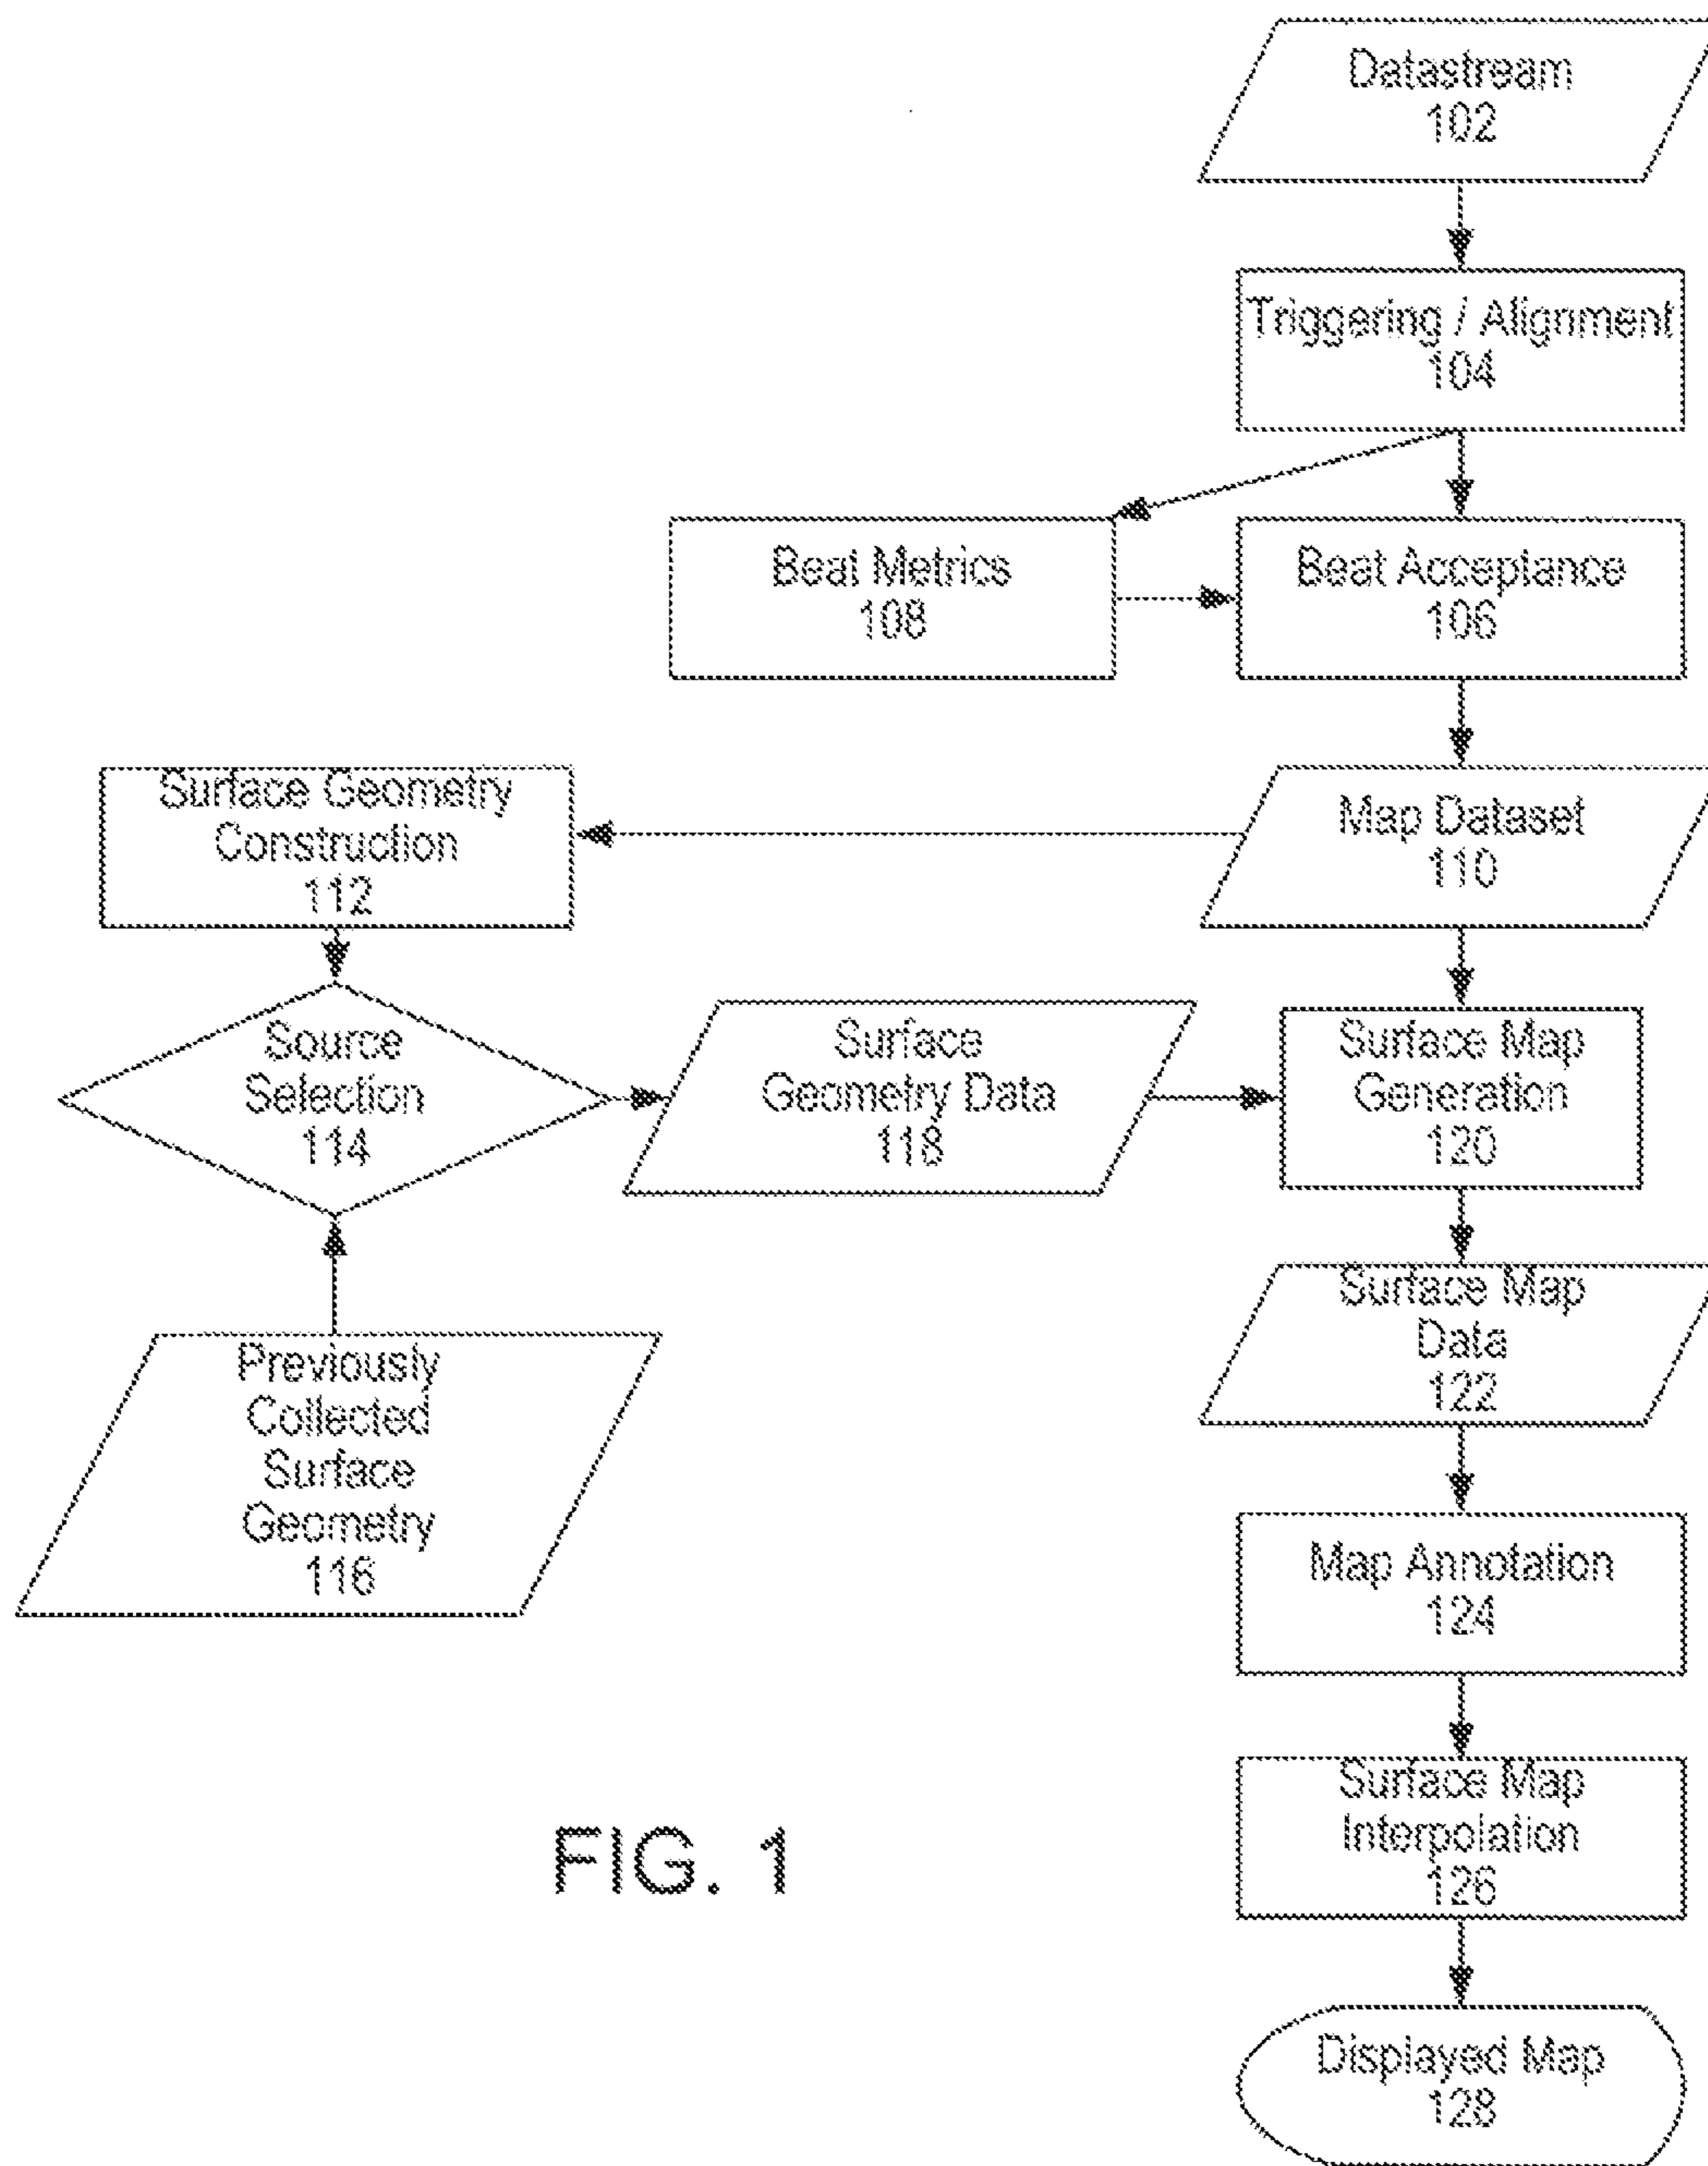 Datastream
102
Triggering / Alignment
104
Beat Metrics
108
Beat Acceptance
106
Surface Geometry
Construction
112
Map Dataset
110
Source
Selection
114
Surface
Geometry Data
118
Surface Map
Generation
120
Previously
Collected
Surface
Geometry
116
Surface Map
Data
122
Map Annotation
124
Surface Map
Interpolation
126
Displayed Map
128
FIG. 1